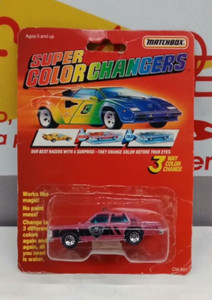 Ages 5 and up
MATCHBOX
SUPER
COLOR CHANGERS
OUR BEST RACERS WITH A SURPRISE - THEY CHANGE COLOR BEFORE YOUR EYES.
3 WAY
COLOR
CHANGE
Works like
magic!
No paint
mess!
Change to
3 different
colors
again and
again, all
you need
is water.